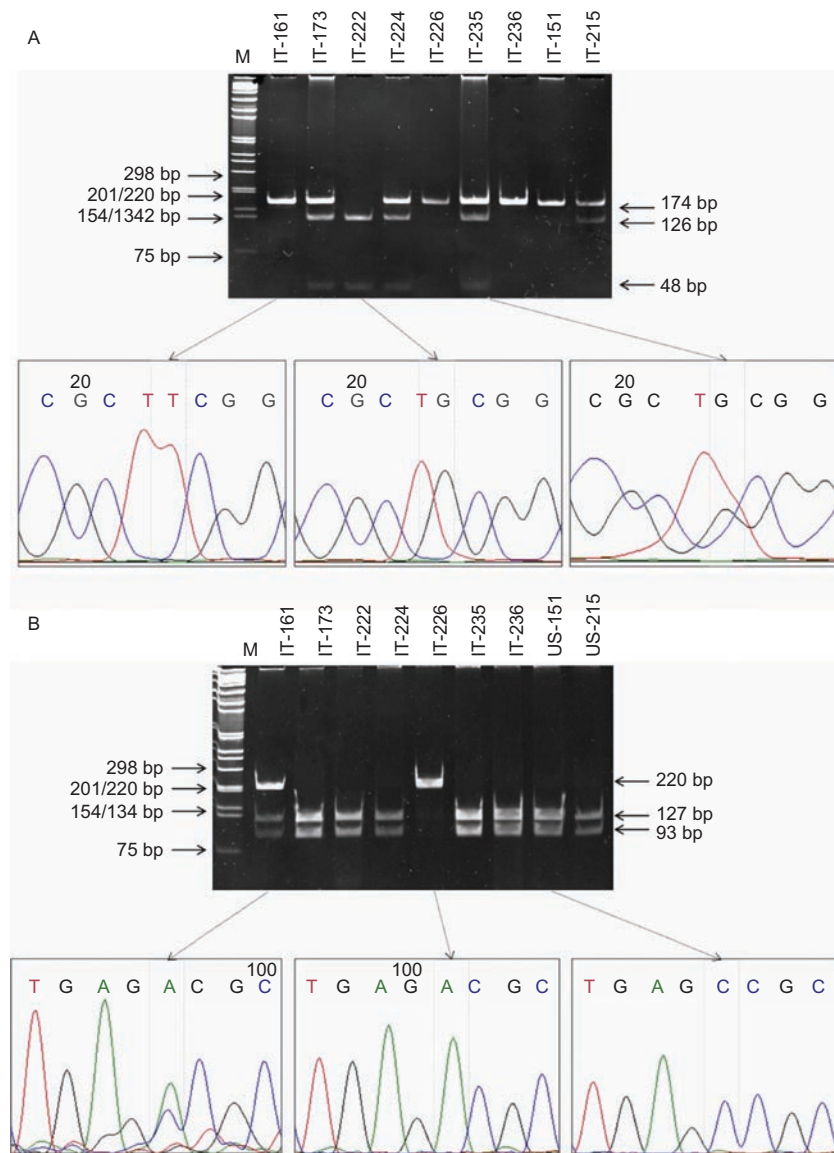 A
M IT-161 IT-173 IT-222 IT-224 IT-226 IT-235 IT-236 IT-151 IT-215
298 bp
201/220 bp
154/1342 bp
75 bp
174 bp
126 bp
48 bp
20
C G C T T C G G
20
C G C T G C G G
20
C G C T G C G G
B
M IT-161 IT-173 IT-222 IT-224 IT-226 IT-235 IT-236 US-151 US-215
298 bp
201/220 bp
154/134 bp
75 bp
220 bp
127 bp
93 bp
100
T G A G A C G C
100
T G A G A C G C
T G A G C C G C